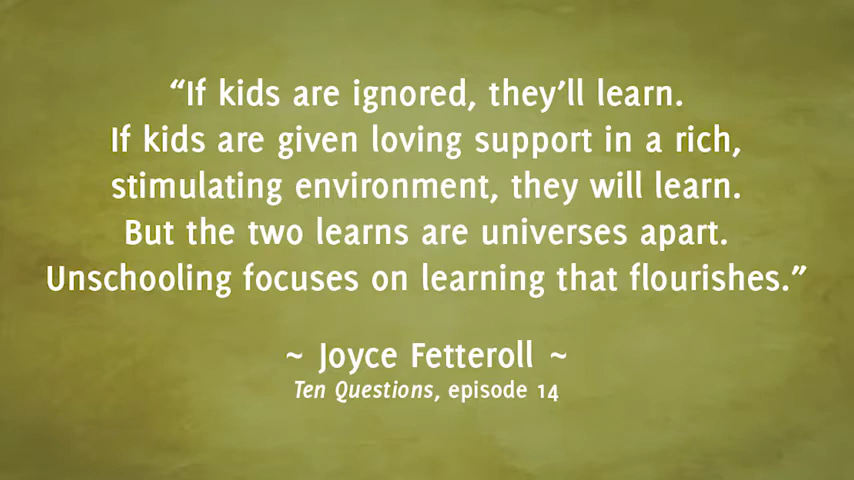 “If kids are ignored, they’ll learn.
If kids are given loving support in a rich,
stimulating environment, they will learn.
But the two learns are universes apart.
Unschooling focuses on learning that flourishes.”
~ Joyce Fetteroll ~
Ten Questions, episode 14